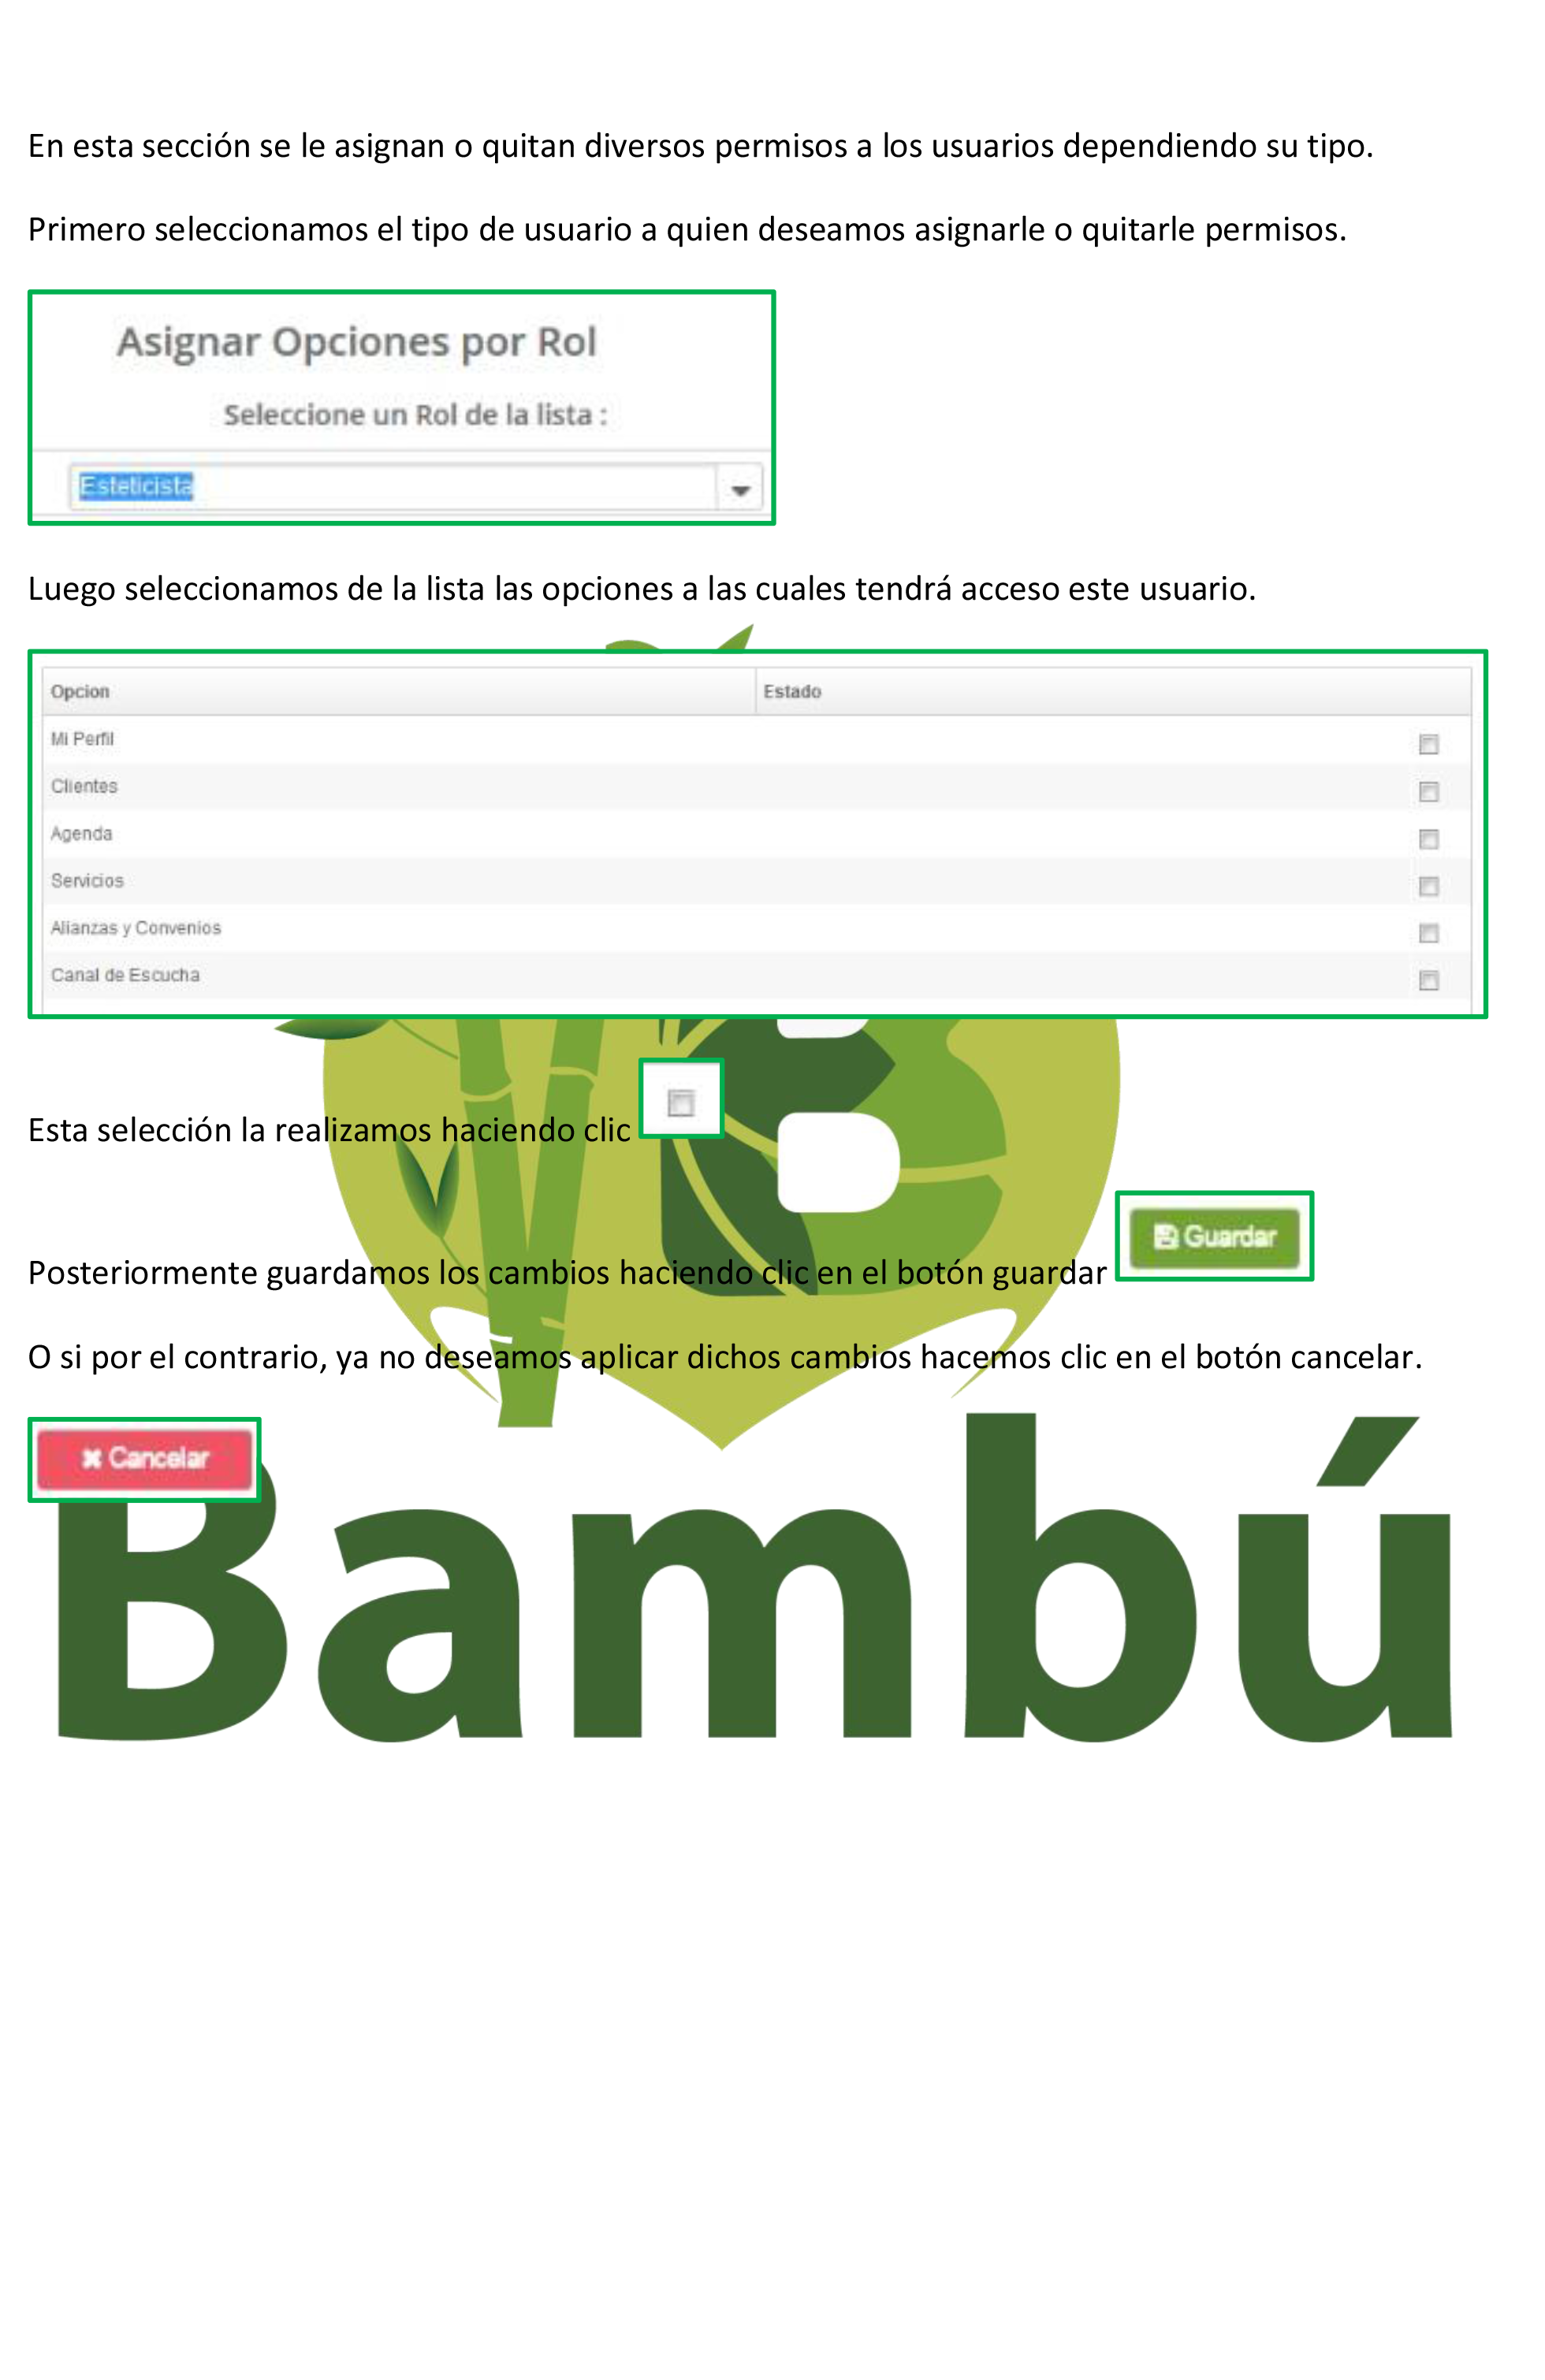 En esta sección se le asignan o quitan diversos permisos a los usuarios dependiendo su tipo.
Primero seleccionamos el tipo de usuario a quien deseamos asignarle o quitarle permisos.
Asignar Opciones por Rol
Seleccione un Rol de la lista :
Esteticista
Luego seleccionamos de la lista las opciones a las cuales tendrá acceso este usuario.
Opcion Estado
Mi Perfil
Clientes
Agenda
Servicios
Alianzas y Convenios
Canal de Escucha
Esta selección la realizamos haciendo clic
Posteriormente guardamos los cambios haciendo clic en el botón guardar Guardar
O si por el contrario, ya no deseamos aplicar dichos cambios hacemos clic en el botón cancelar.
Cancelar
Bambú